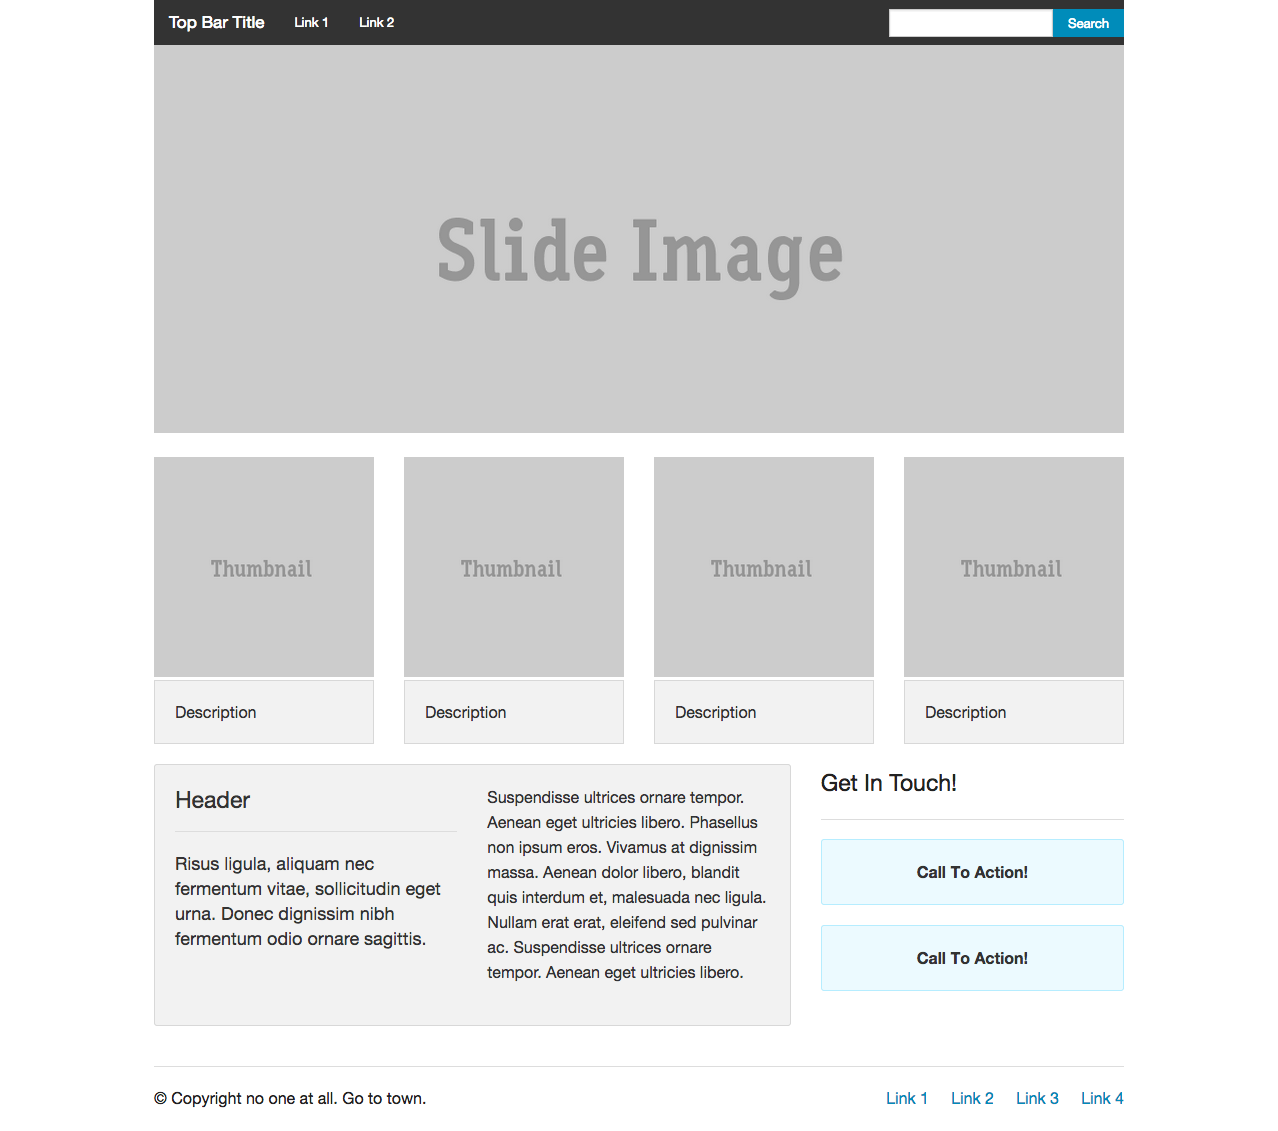 Top Bar Title Link 1 Link 2 Search
Slide Image
Thumbnail Thumbnail Thumbnail Thumbnail
Description Description Description Description
Header
Risus ligula, aliquam nec
fermentum vitae, sollicitudin eget
urna. Donec dignissim nibh
fermentum odio ornare sagittis.
Suspendisse ultrices ornare tempor.
Aenean eget ultricies libero. Phasellus
non ipsum eros. Vivamus at dignissim
massa. Aenean dolor libero, blandit
quis interdum et, malesuada nec ligula.
Nullam erat erat, eleifend sed pulvinar
ac. Suspendisse ultrices ornare
tempor. Aenean eget ultricies libero.
Get In Touch!
Call To Action!
Call To Action!
© Copyright no one at all. Go to town. Link 1 Link 2 Link 3 Link 4